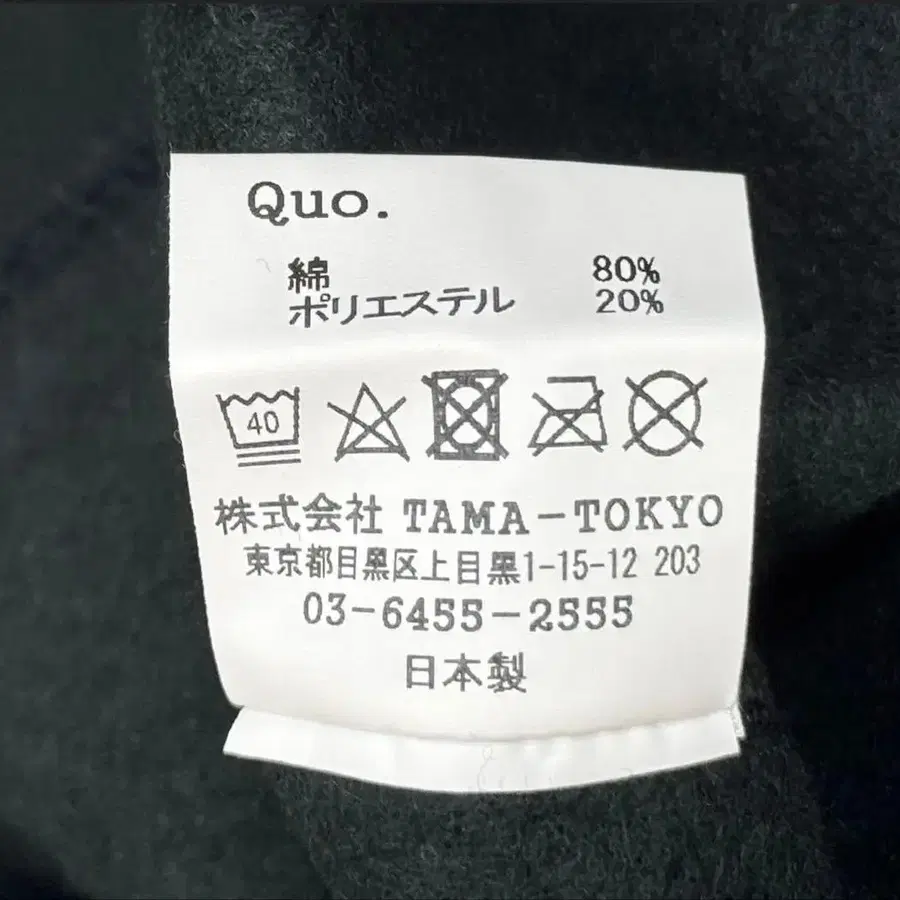 Quo.
綿 80%
ポリエステル 20%
40
株式会社 TAMA-TOKYO
東京都目黒区上目黒1-15-12 203
03-6455-2555
日本製